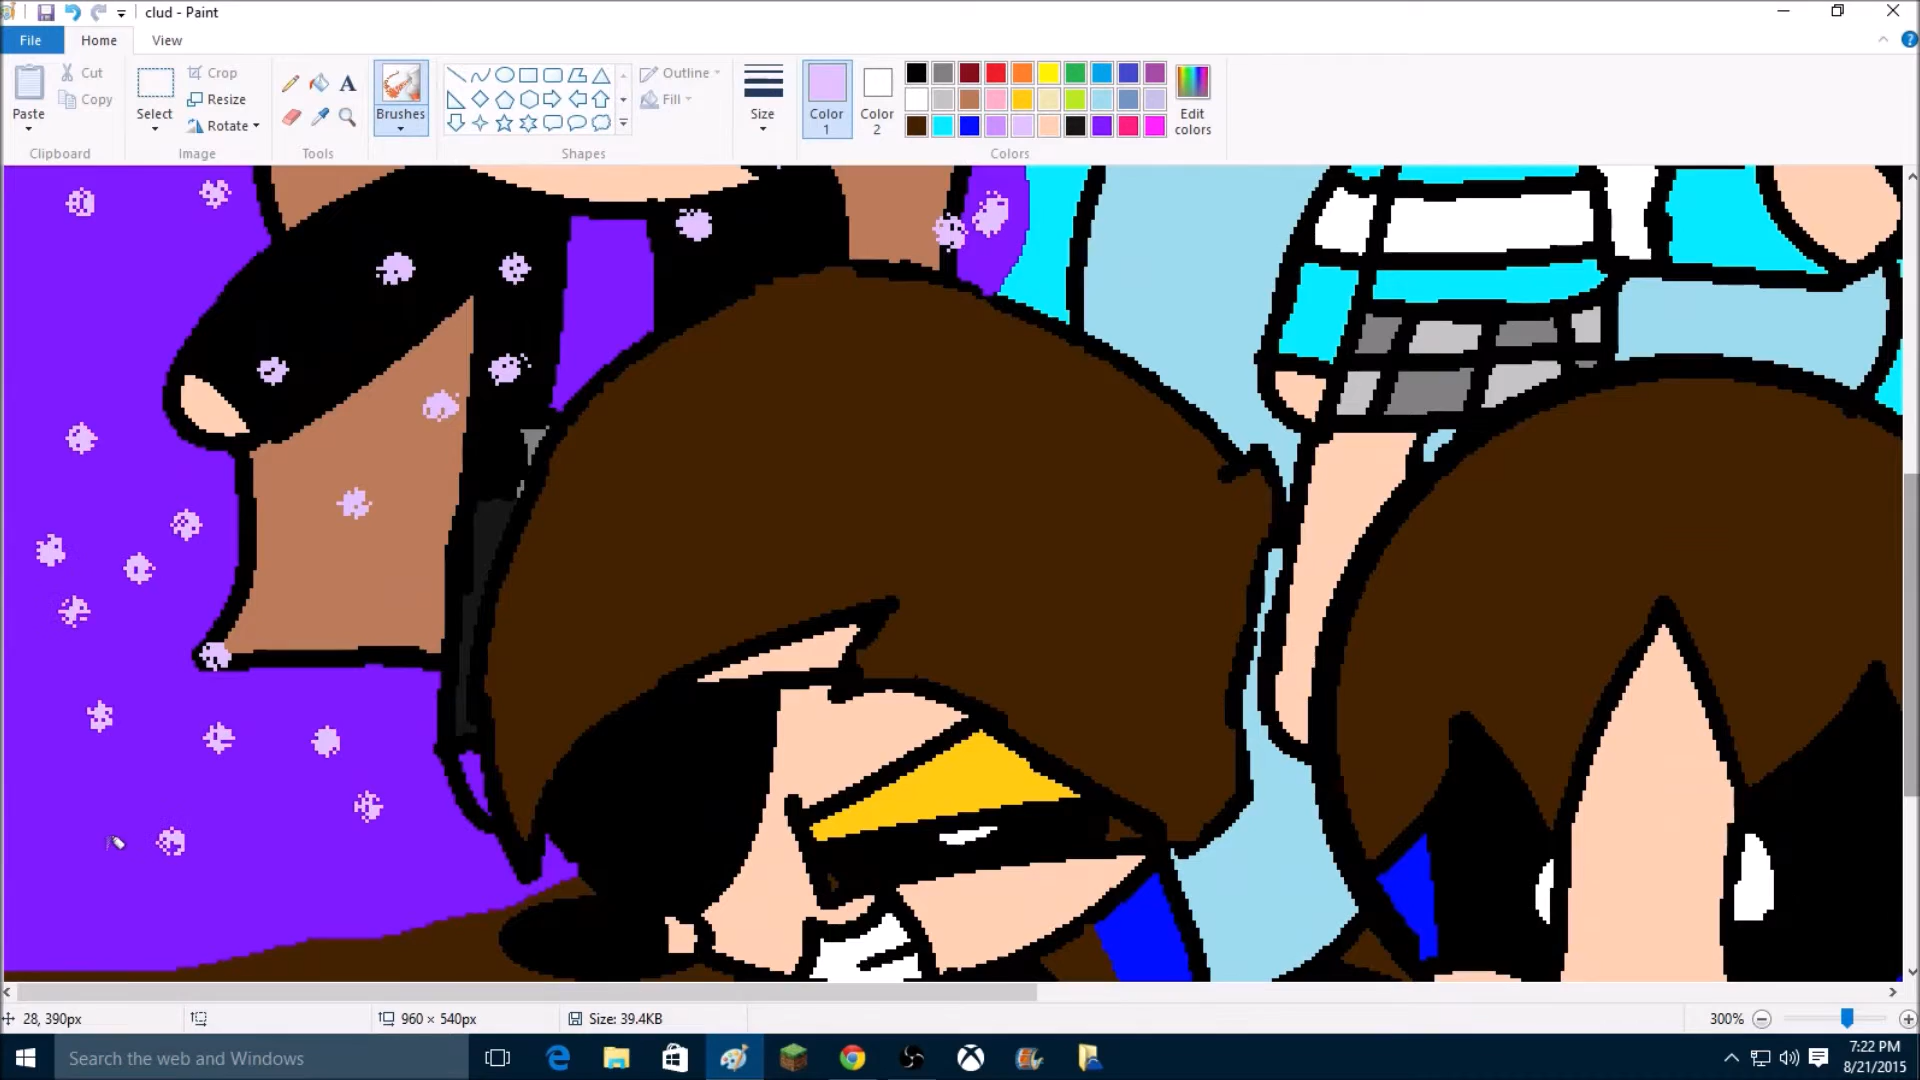 clud - Paint
File Home View
Paste
Cut
Copy
Clipboard
Select
Crop
Resize
Rotate
Image
A
Tools
Brushes
Outline
Fill
Shapes
Size
Color 1
Color 2
Edit colors
Colors
28, 390px
960 × 540px
Size: 39.4KB
300%
Search the web and Windows
7:22 PM
8/21/2015